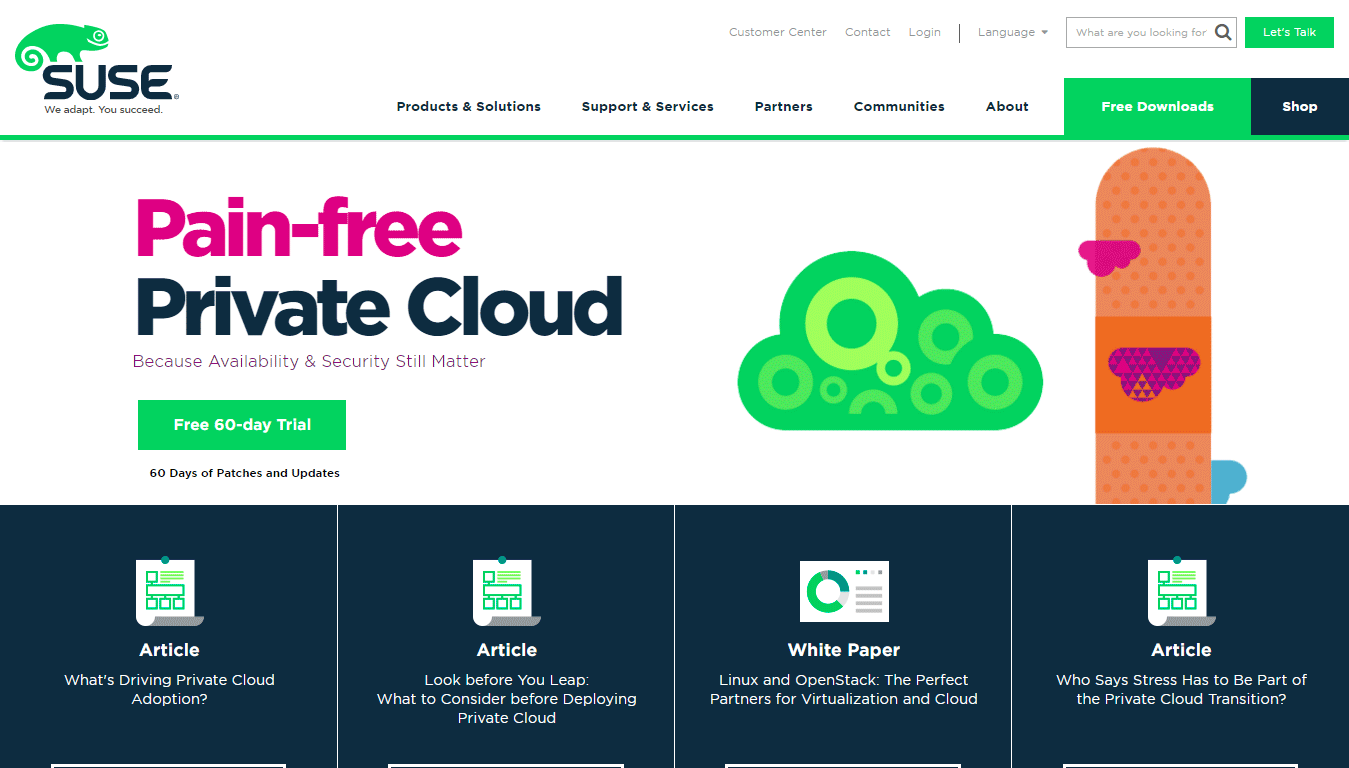 Customer Center Contact Login Language What are you looking for Let's Talk
SUSE®
We adapt. You succeed.
Products & Solutions Support & Services Partners Communities About Free Downloads Shop
Pain-free
Private Cloud
Because Availability & Security Still Matter
Free 60-day Trial
60 Days of Patches and Updates
Article
What's Driving Private Cloud
Adoption?
Article
Look before You Leap:
What to Consider before Deploying
Private Cloud
White Paper
Linux and OpenStack: The Perfect
Partners for Virtualization and Cloud
Article
Who Says Stress Has to Be Part of
the Private Cloud Transition?